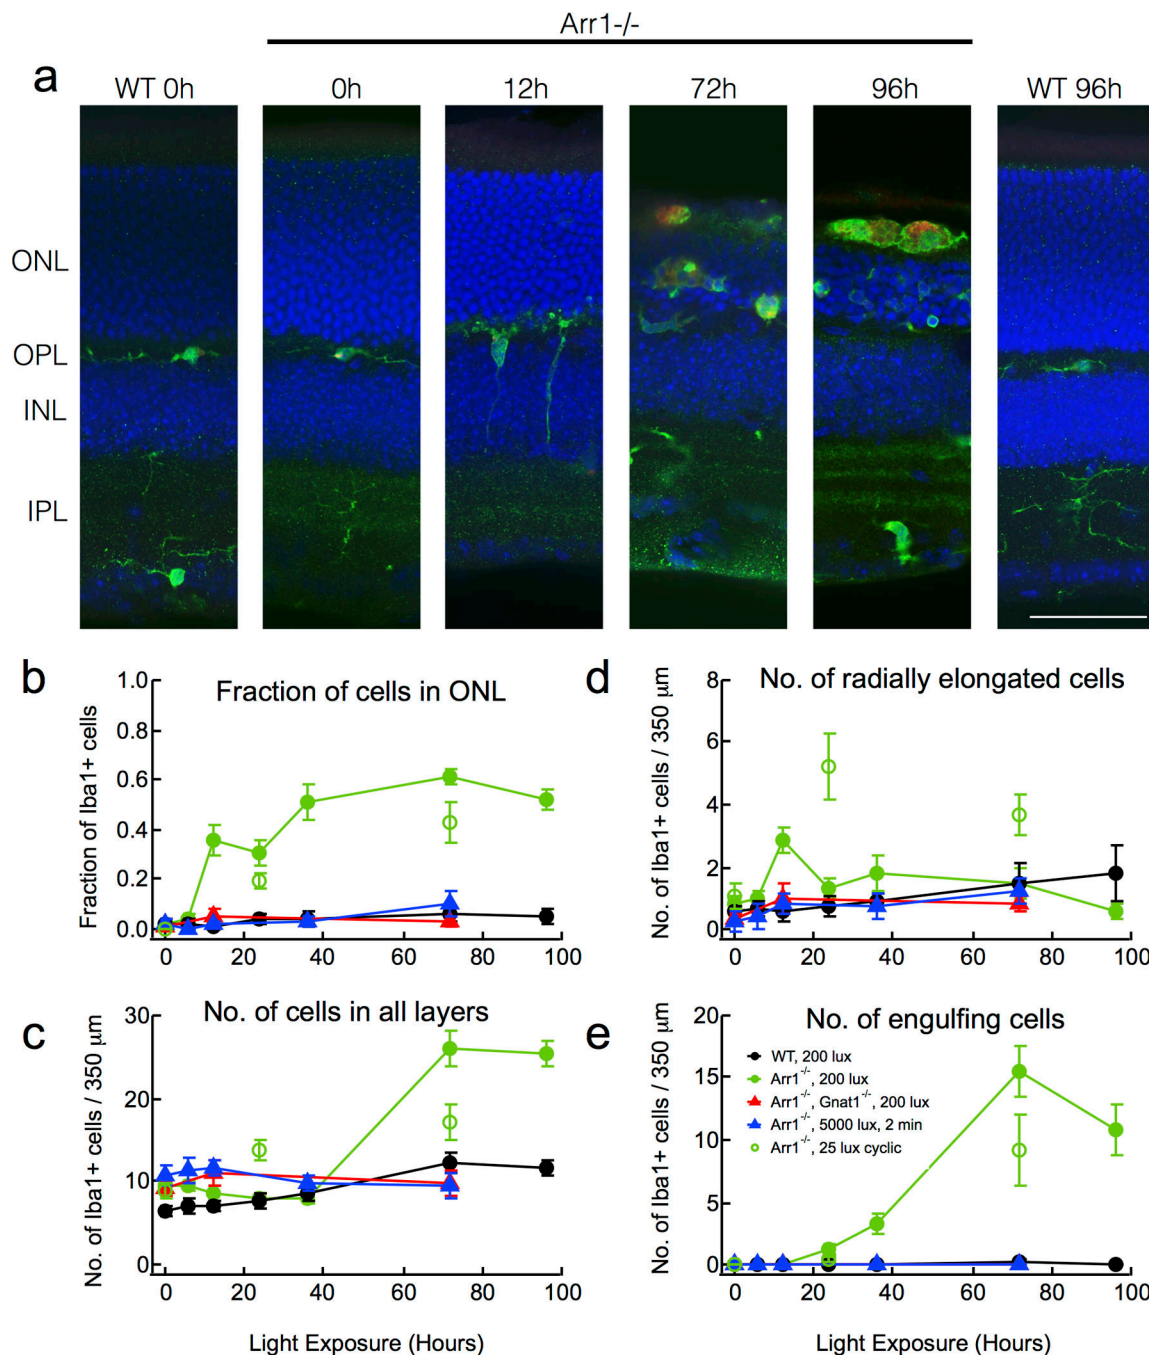 Arr1-/-
a
WT 0h
0h
12h
72h
96h
WT 96h
ONL
OPL
INL
IPL
b
Fraction of cells in ONL
Fraction of Iba1+ cells
1.0
0.8
0.6
0.4
0.2
0.0
0 20 40 60 80 100
d
No. of radially elongated cells
No. of Iba1+ cells / 350 µm
8
6
4
2
0
0 20 40 60 80 100
c
No. of cells in all layers
No. of Iba1+ cells / 350 µm
30
20
10
0
0 20 40 60 80 100
Light Exposure (Hours)
e
No. of engulfing cells
No. of Iba1+ cells / 350 µm
20
15
10
5
0
WT, 200 lux
Arr1-/-, 200 lux
Arr1-/-, Gnat1-/-, 200 lux
Arr1-/-, 5000 lux, 2 min
Arr1-/-, 25 lux cyclic
0 20 40 60 80 100
Light Exposure (Hours)